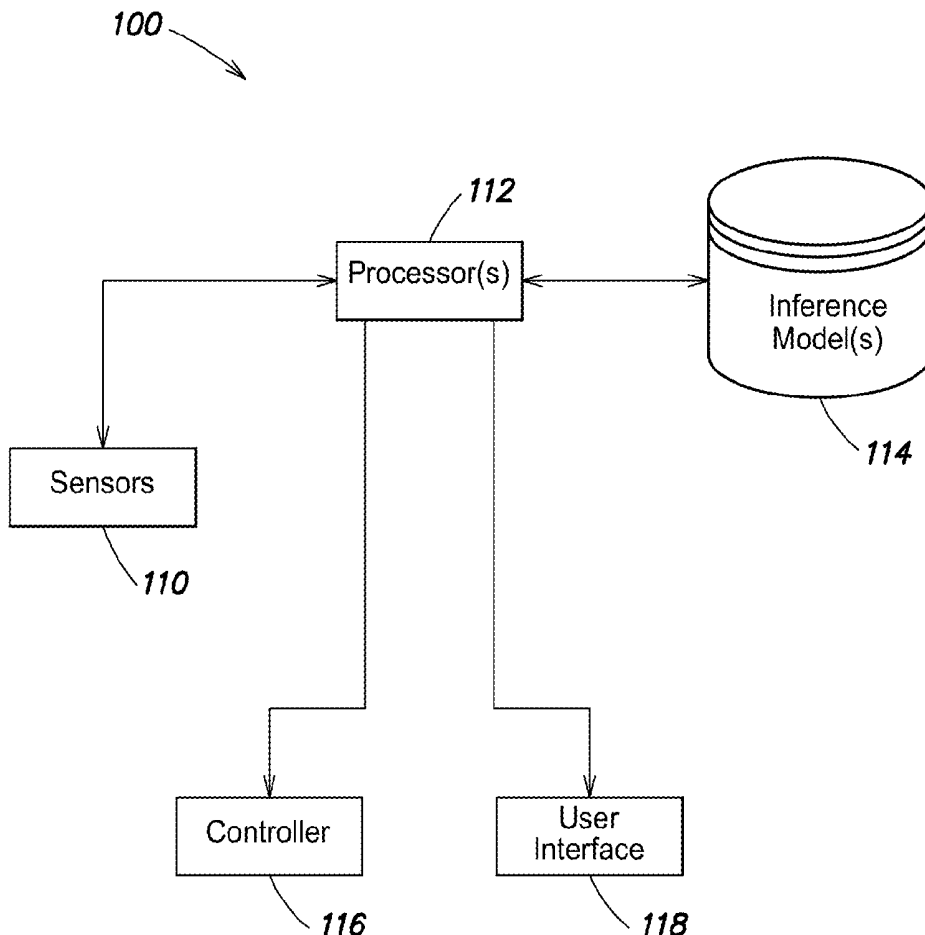 100
112
Processor(s)
Inference
Model(s)
114
Sensors
110
Controller
User
Interface
116
118